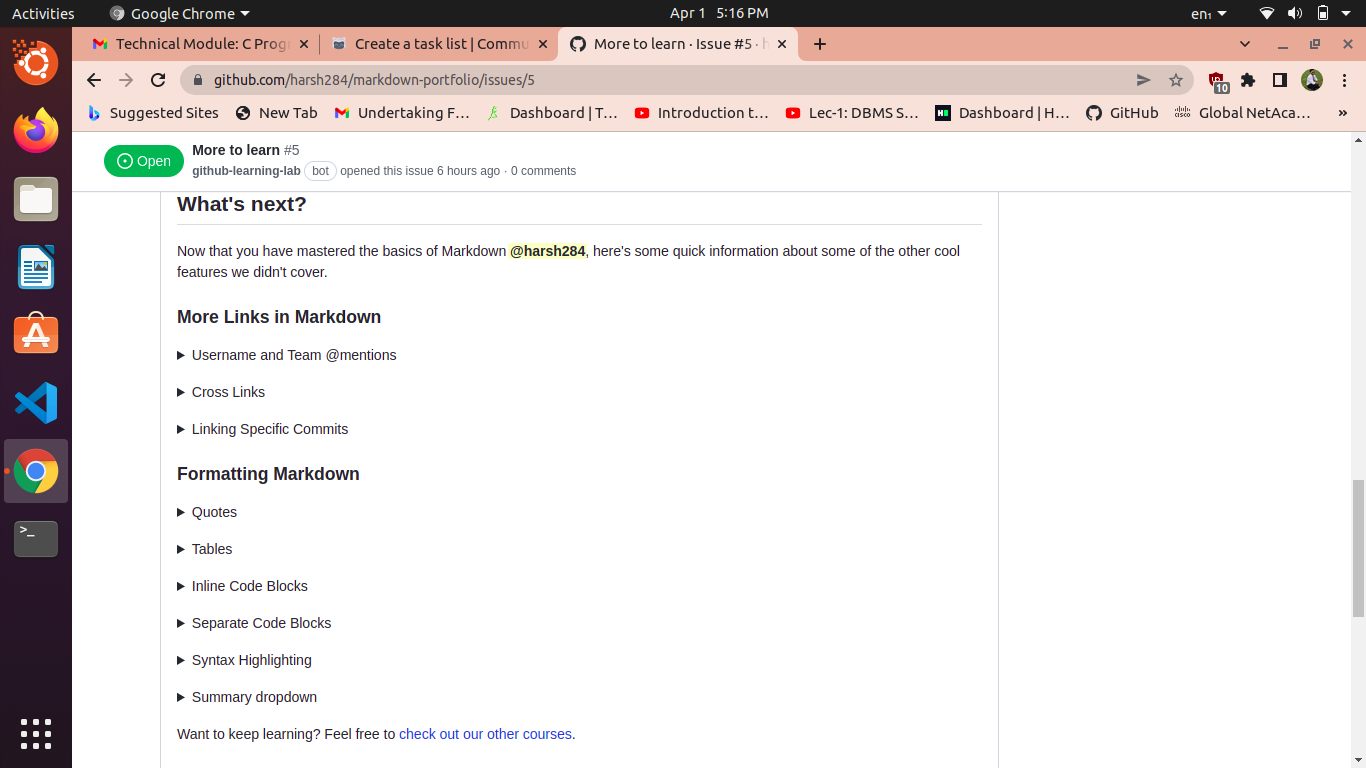 Activities Google Chrome Apr 1 5:16 PM en₁
Technical Module: C Prog
Create a task list | Commu
More to learn · Issue #5 · h
github.com/harsh284/markdown-portfolio/issues/5
10
Suggested Sites New Tab Undertaking F… Dashboard | T… Introduction t… Lec-1: DBMS S… Dashboard | H… GitHub Global NetAca… »
Open
More to learn #5
github-learning-lab bot opened this issue 6 hours ago · 0 comments
What's next?
Now that you have mastered the basics of Markdown @harsh284, here's some quick information about some of the other cool
features we didn't cover.
More Links in Markdown
Username and Team @mentions
Cross Links
Linking Specific Commits
Formatting Markdown
Quotes
Tables
Inline Code Blocks
Separate Code Blocks
Syntax Highlighting
Summary dropdown
Want to keep learning? Feel free to check out our other courses.